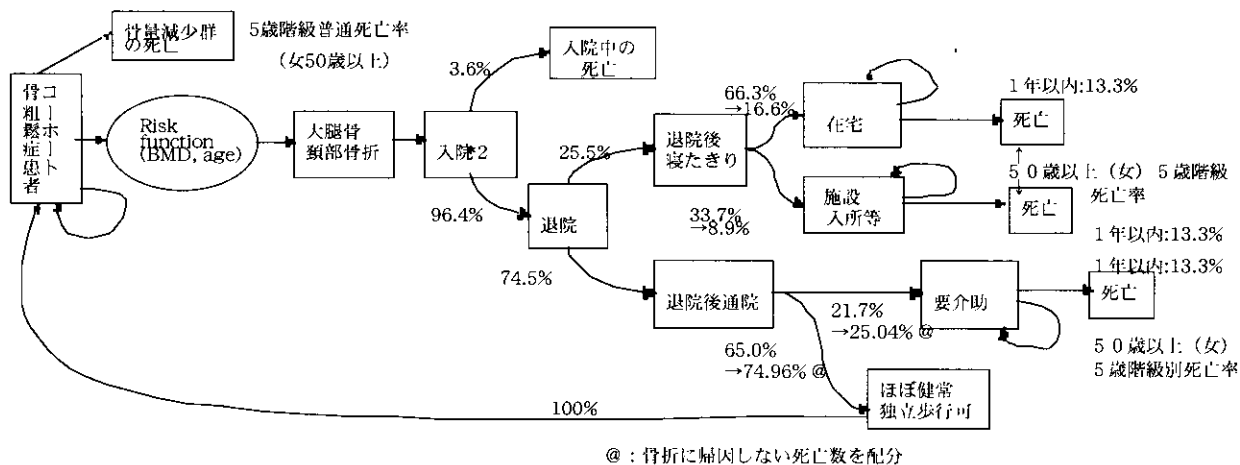 骨量減少群
の死亡
5歳階級普通死亡率
（女50歳以上）
コーホート
骨粗鬆症患者
Risk
function
(BMD, age)
大腿骨
頚部骨折
入院2
3.6%
入院中の
死亡
96.4%
退院
25.5%
74.5%
退院後
寝たきり
66.3%
→16.6%
在宅
1年以内:13.3%
死亡
33.7%
→8.9%
施設
入所等
50歳以上（女）5歳階級
死亡率
死亡
1年以内:13.3%
退院後通院
21.7%
→25.04% @
要介助
1年以内:13.3%
死亡
50歳以上（女）
5歳階級別死亡率
65.0%
→74.96% @
ほぼ健常
独立歩行可
100%
@：骨折に帰因しない死亡数を配分